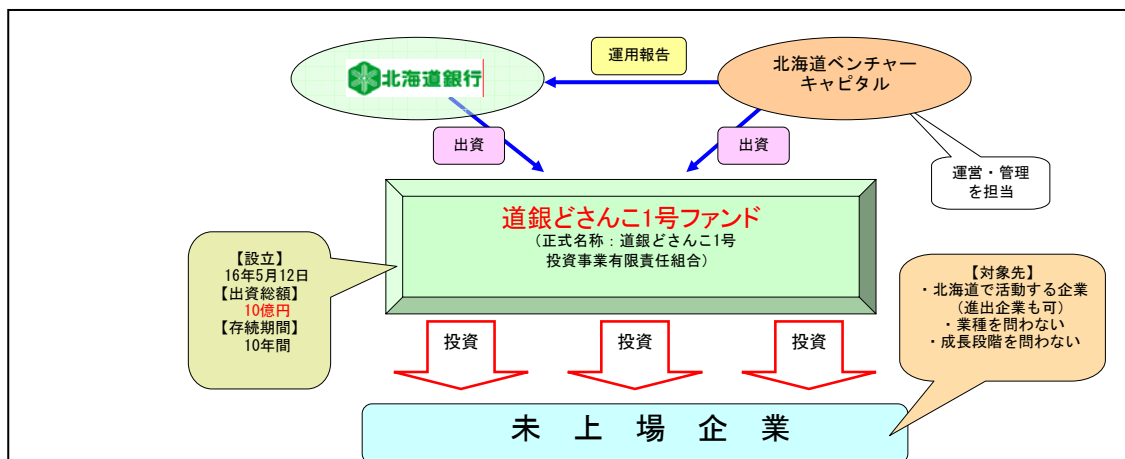 運用報告
北海道銀行
北海道ベンチャー
キャピタル
出資
出資
運営・管理
を担当
道銀どさんこ1号ファンド
（正式名称：道銀どさんこ1号
投資事業有限責任組合）
【設立】
16年5月12日
【出資総額】
10億円
【存続期間】
10年間
【対象先】
・北海道で活動する企業
（進出企業も可）
・業種を問わない
・成長段階を問わない
投資
投資
投資
未上場企業